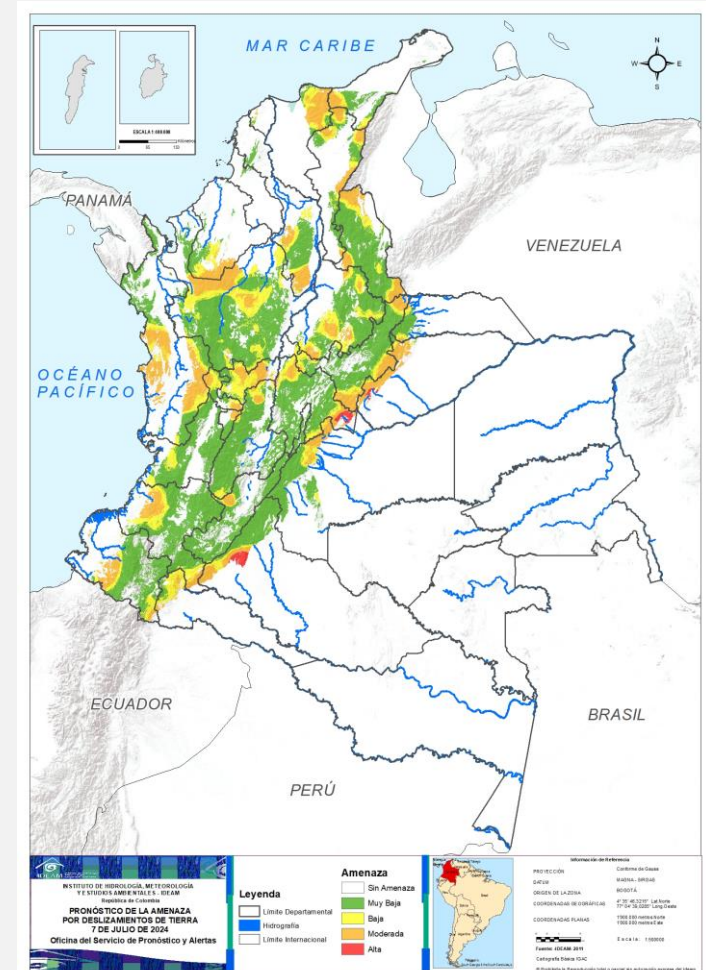 MAR CARIBE
N
W
E
S
PANAMÁ
VENEZUELA
OCÉANO
PACÍFICO
ECUADOR
BRASIL
PERÚ
IDEAM
INSTITUTO DE HIDROLOGÍA, METEOROLOGÍA
Y ESTUDIOS AMBIENTALES - IDEAM
República de Colombia
PRONÓSTICO DE LA AMENAZA
POR DESLIZAMIENTOS DE TIERRA
7 DE JULIO DE 2024
Oficina del Servicio de Pronóstico y Alertas
Leyenda
Límite Departamental
Hidrografía
Límite Internacional
Amenaza
Sin Amenaza
Muy Baja
Baja
Moderada
Alta
Información de Referencia
PROYECCIÓN
Conforme de Gauss
DATUM
MAGNA - SIRGAS
ORIGEN DE LA ZONA
BOGOTÁ
COORDENADAS GEOGRÁFICAS
COORDENADAS PLANAS
Fuente: IDEAM, 2011
Cartografía Básica IGAC